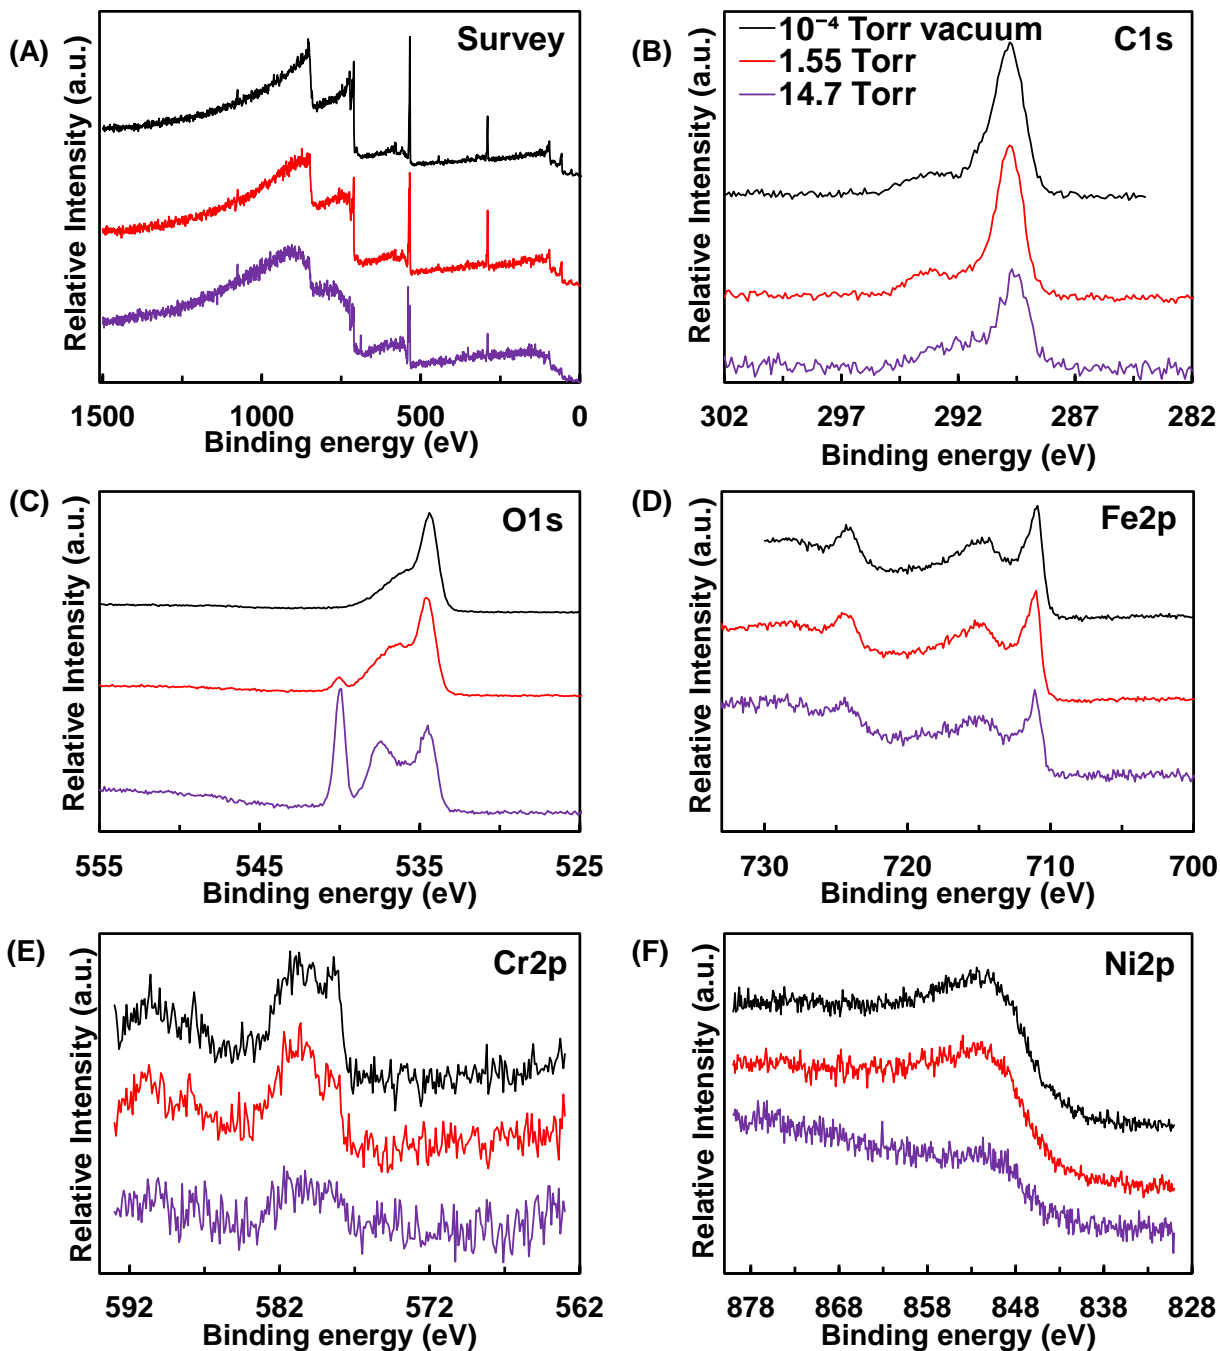 (A)
Survey
Relative Intensity (a.u.)
1500 1000 500 0
Binding energy (eV)
(B)
10⁻⁴ Torr vacuum
1.55 Torr
14.7 Torr
C1s
Relative Intensity (a.u.)
302 297 292 287 282
Binding energy (eV)
(C)
O1s
Relative Intensity (a.u.)
555 545 535 525
Binding energy (eV)
(D)
Fe2p
Relative Intensity (a.u.)
730 720 710 700
Binding energy (eV)
(E)
Cr2p
Relative Intensity (a.u.)
592 582 572 562
Binding energy (eV)
(F)
Ni2p
Relative Intensity (a.u.)
878 868 858 848 838 828
Binding energy (eV)